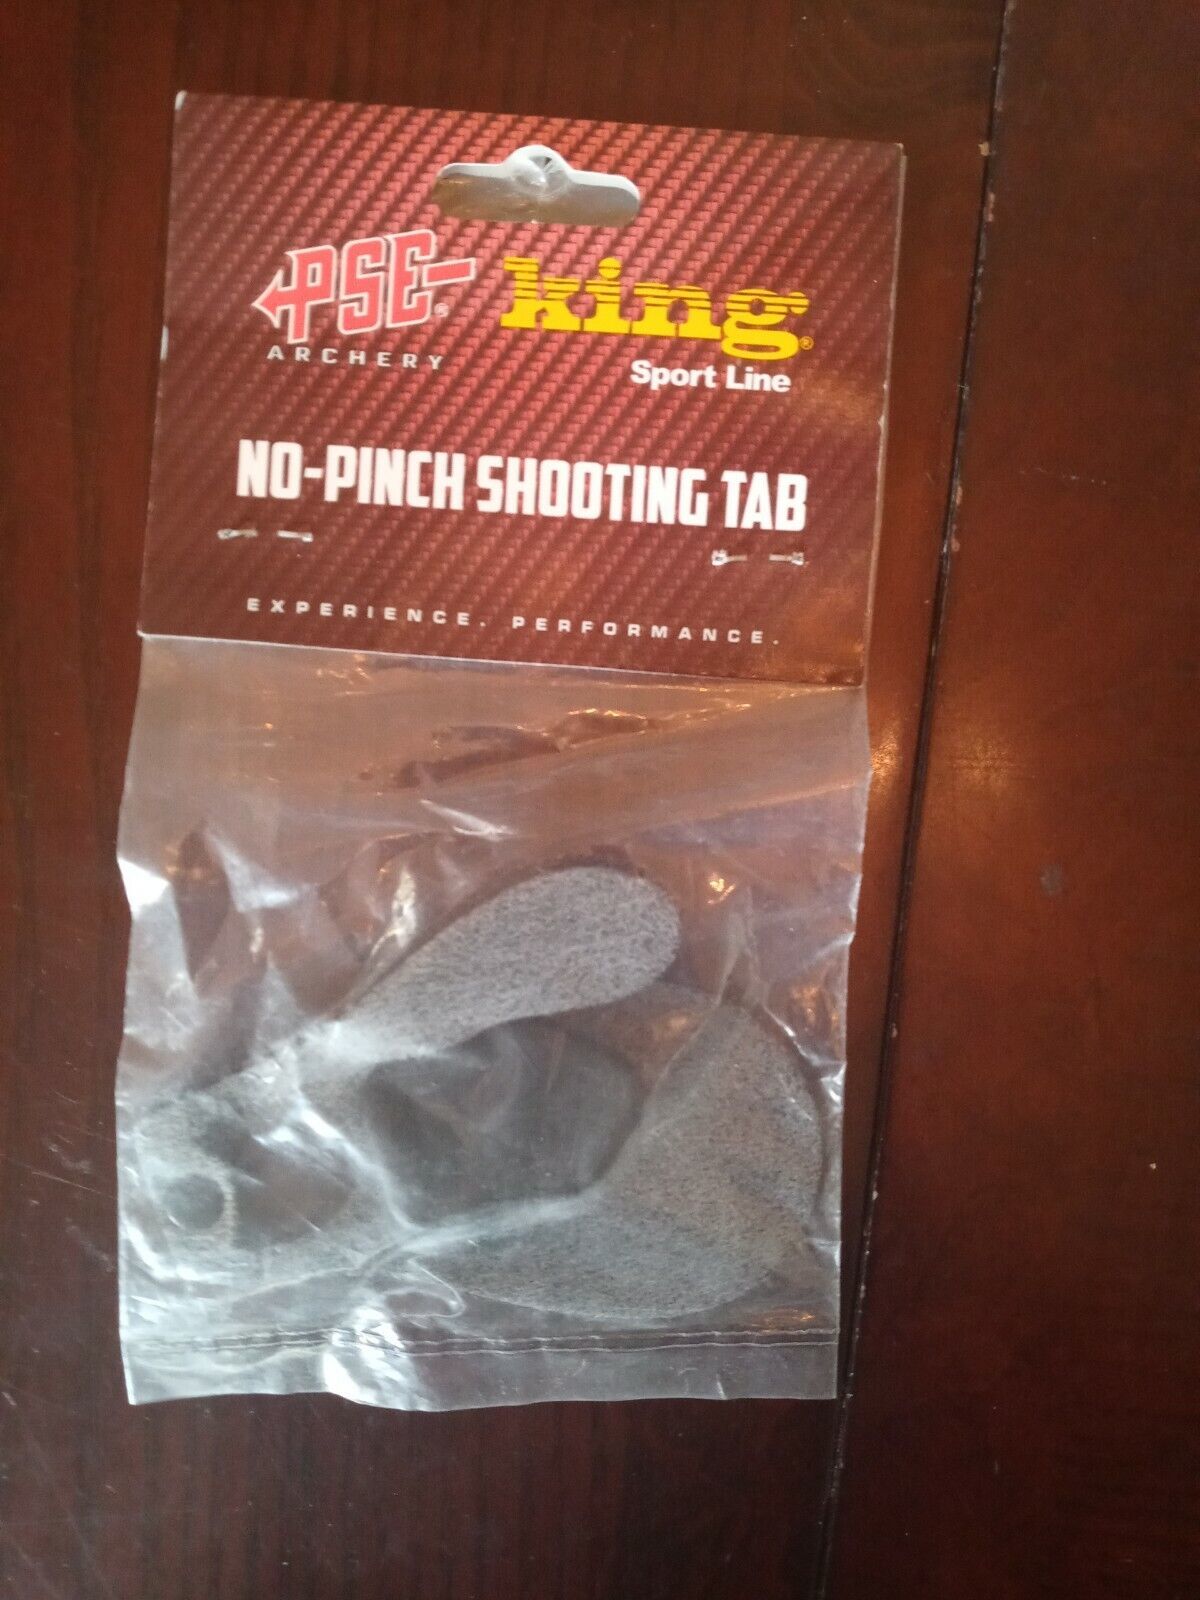 PSE king®
ARCHERY
Sport Line
NO-PINCH SHOOTING TAB
EXPERIENCE. PERFORMANCE.